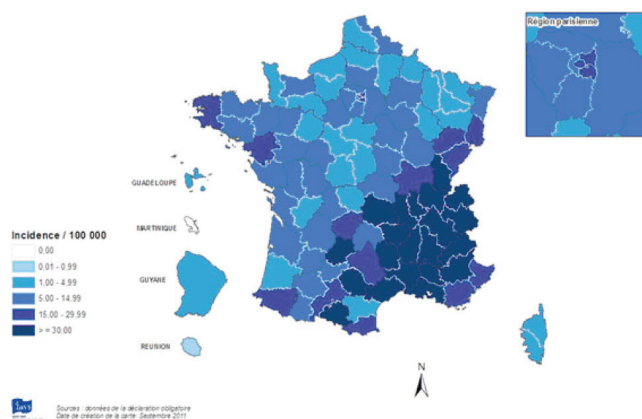 Région parisienne
GUADELOUPE
MARTINIQUE
GUYANE
REUNION
Incidence / 100 000
0,00
0,01 - 0,99
1,00 - 4,99
5,00 - 14,99
15,00 - 29,99
> = 30,00
N
Sources : données de la déclaration obligatoire
Date de création de la carte: Septembre 2011